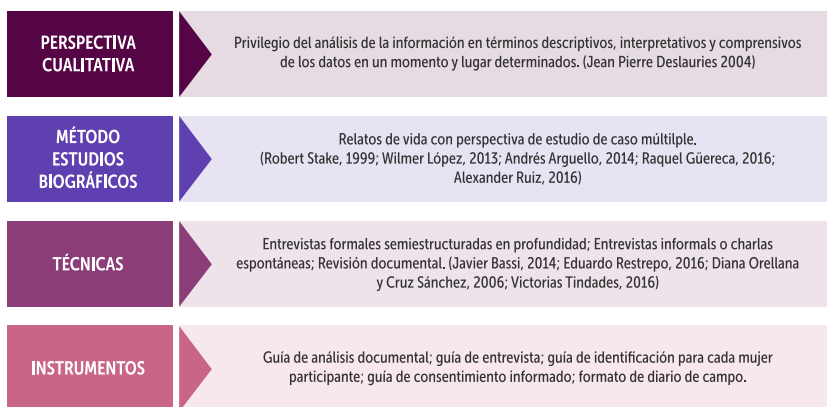 PERSPECTIVA
CUALITATIVA
Privilegio del análisis de la información en términos descriptivos, interpretativos y comprensivos
de los datos en un momento y lugar determinados. (Jean Pierre Deslauries 2004)
MÉTODO
ESTUDIOS
BIOGRÁFICOS
Relatos de vida con perspectiva de estudio de caso múltilple.
(Robert Stake, 1999; Wilmer López, 2013; Andrés Arguello, 2014; Raquel Güereca, 2016;
Alexander Ruiz, 2016)
TÉCNICAS
Entrevistas formales semiestructuradas en profundidad; Entrevistas informals o charlas
espontáneas; Revisión documental. (Javier Bassi, 2014; Eduardo Restrepo, 2016; Diana Orellana
y Cruz Sánchez, 2006; Victorias Tindades, 2016)
INSTRUMENTOS
Guía de análisis documental; guía de entrevista; guía de identificación para cada mujer
participante; guía de consentimiento informado; formato de diario de campo.